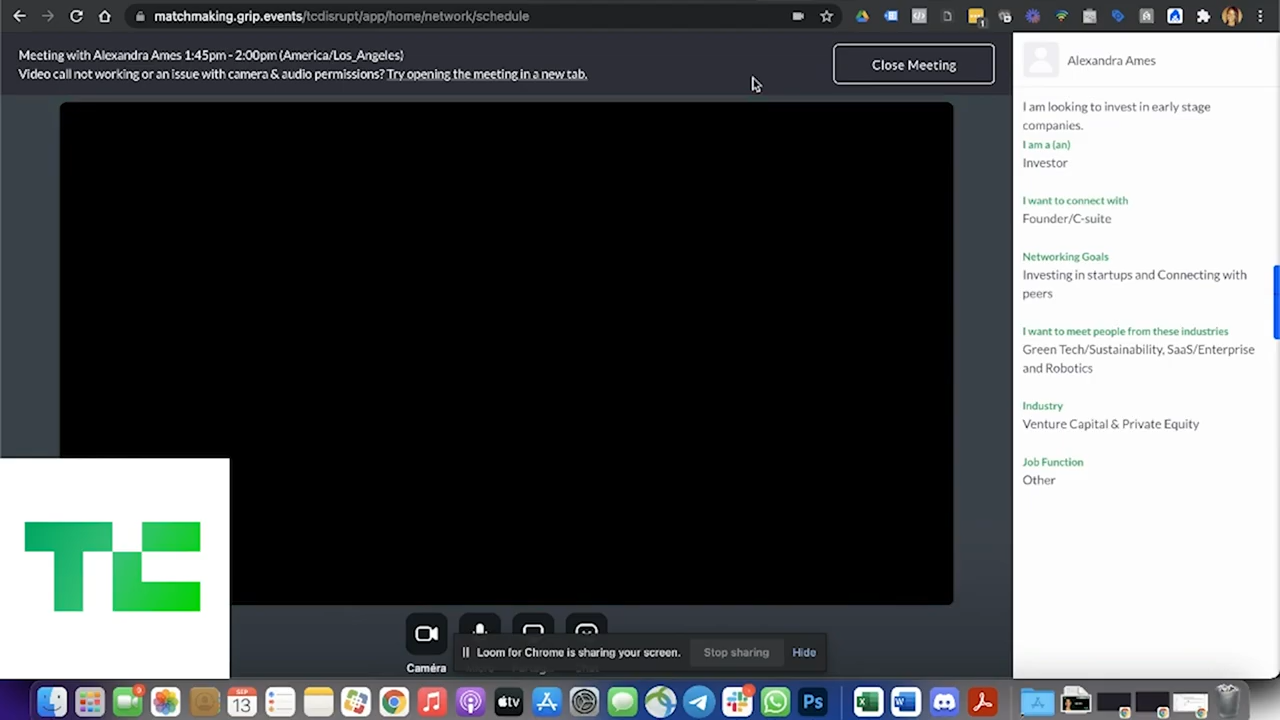 matchmaking.grip.events/tcdisrupt/app/home/network/schedule
Meeting with Alexandra Ames 1:45pm - 2:00pm (America/Los_Angeles)
Video call not working or an issue with camera & audio permissions? Try opening the meeting in a new tab.
Close Meeting
Alexandra Ames
I am looking to invest in early stage
companies.
I am a (an)
Investor
I want to connect with
Founder/C-suite
Networking Goals
Investing in startups and Connecting with
peers
I want to meet people from these industries
Green Tech/Sustainability, SaaS/Enterprise
and Robotics
Industry
Venture Capital & Private Equity
Job Function
Other
TC
Caméra
Loom for Chrome is sharing your screen.
Stop sharing
Hide
SEP
13
tv
Ps